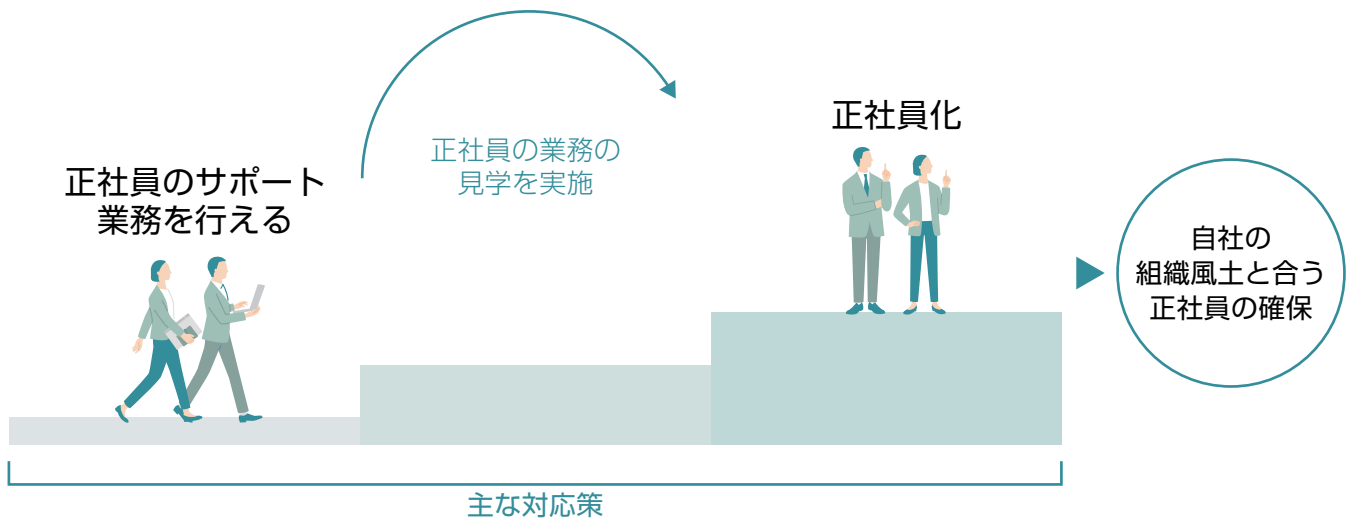 正社員のサポート
業務を行える
正社員の業務の
見学を実施
正社員化
自社の
組織風土と合う
正社員の確保
主な対応策